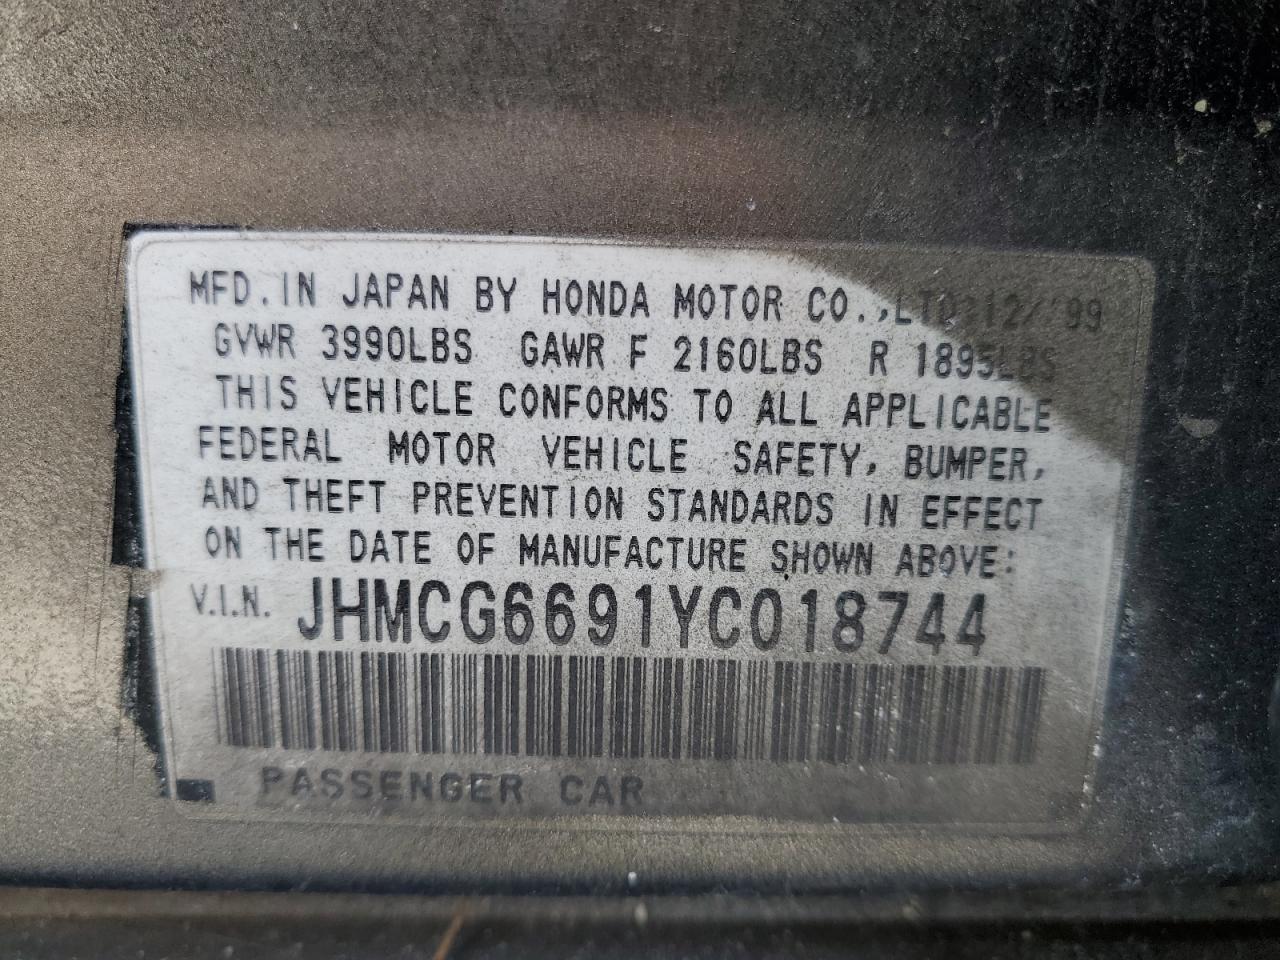 MFD. IN JAPAN BY HONDA MOTOR CO.,LTD. 12/'99
GVWR 3990LBS GAWR F 2160LBS R 1895LBS
THIS VEHICLE CONFORMS TO ALL APPLICABLE
FEDERAL MOTOR VEHICLE SAFETY, BUMPER,
AND THEFT PREVENTION STANDARDS IN EFFECT
ON THE DATE OF MANUFACTURE SHOWN ABOVE:
V.I.N. JHMCG6691YC018744
PASSENGER CAR